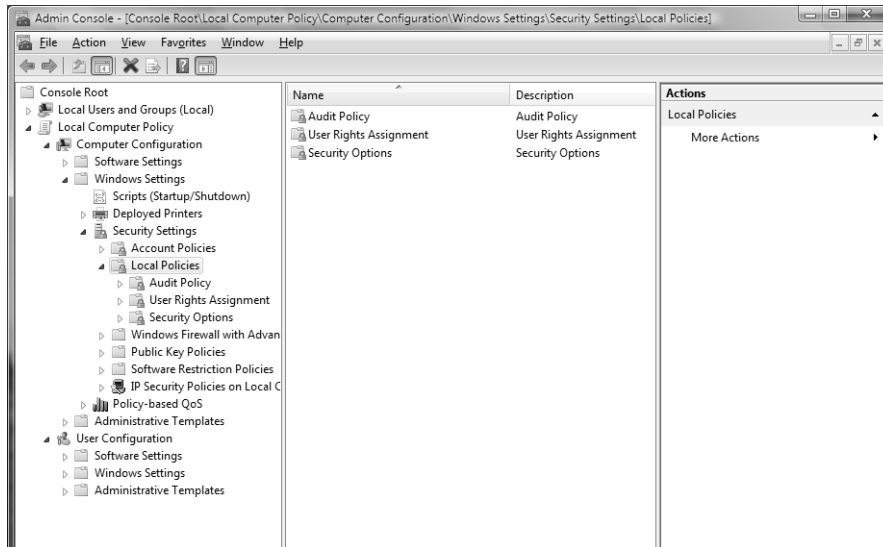 Admin Console - [Console Root\Local Computer Policy\Computer Configuration\Windows Settings\Security Settings\Local Policies]
File Action View Favorites Window Help
Console Root
Local Users and Groups (Local)
Local Computer Policy
Computer Configuration
Software Settings
Windows Settings
Scripts (Startup/Shutdown)
Deployed Printers
Security Settings
Account Policies
Local Policies
Audit Policy
User Rights Assignment
Security Options
Windows Firewall with Advan
Public Key Policies
Software Restriction Policies
IP Security Policies on Local C
Policy-based QoS
Administrative Templates
User Configuration
Software Settings
Windows Settings
Administrative Templates
Name Description
Audit Policy Audit Policy
User Rights Assignment User Rights Assignment
Security Options Security Options
Actions
Local Policies
More Actions